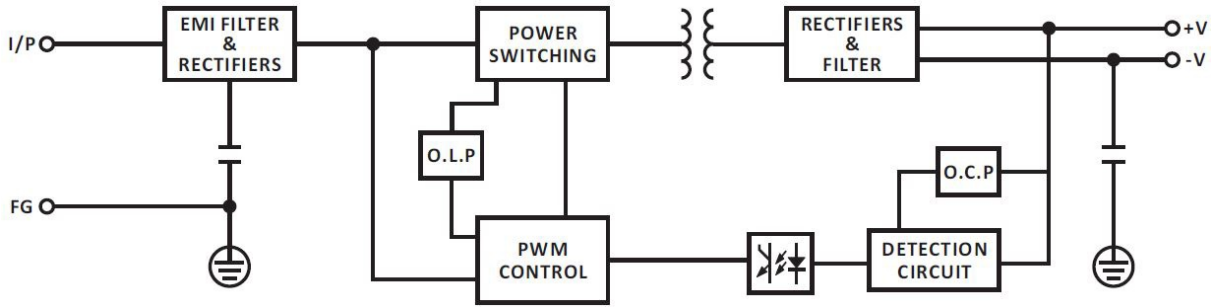 I/P
EMI FILTER
&
RECTIFIERS
POWER
SWITCHING
RECTIFIERS
&
FILTER
+V
-V
O.L.P
O.C.P
FG
PWM
CONTROL
DETECTION
CIRCUIT